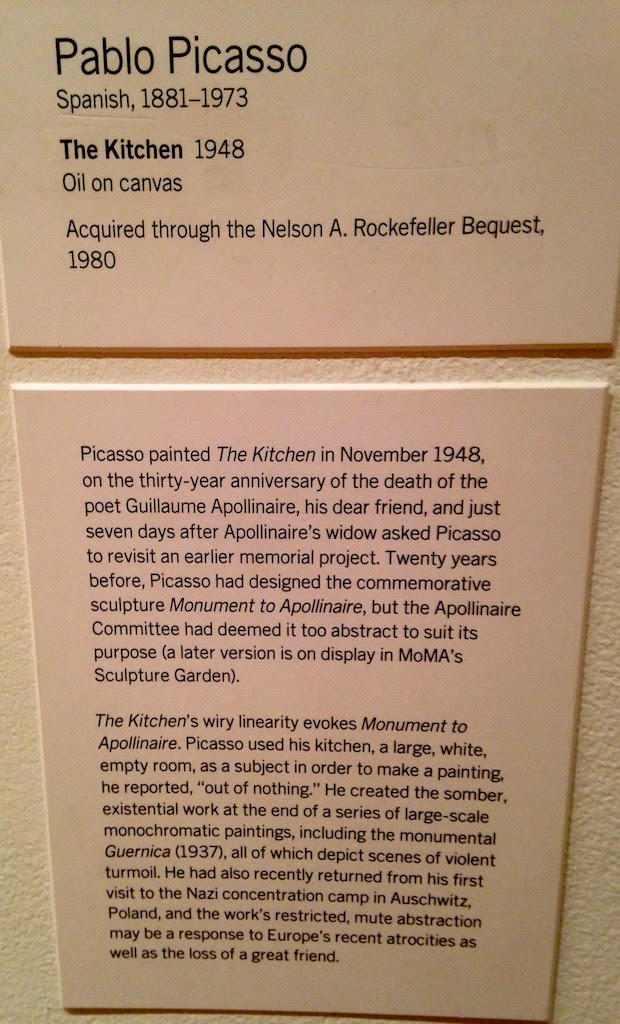 Pablo Picasso
Spanish, 1881–1973
The Kitchen 1948
Oil on canvas
Acquired through the Nelson A. Rockefeller Bequest,
1980
Picasso painted The Kitchen in November 1948,
on the thirty-year anniversary of the death of the
poet Guillaume Apollinaire, his dear friend, and just
seven days after Apollinaire's widow asked Picasso
to revisit an earlier memorial project. Twenty years
before, Picasso had designed the commemorative
sculpture Monument to Apollinaire, but the Apollinaire
Committee had deemed it too abstract to suit its
purpose (a later version is on display in MoMA's
Sculpture Garden).
The Kitchen's wiry linearity evokes Monument to
Apollinaire. Picasso used his kitchen, a large, white,
empty room, as a subject in order to make a painting,
he reported, "out of nothing." He created the somber,
existential work at the end of a series of large-scale
monochromatic paintings, including the monumental
Guernica (1937), all of which depict scenes of violent
turmoil. He had also recently returned from his first
visit to the Nazi concentration camp in Auschwitz,
Poland, and the work's restricted, mute abstraction
may be a response to Europe's recent atrocities as
well as the loss of a great friend.